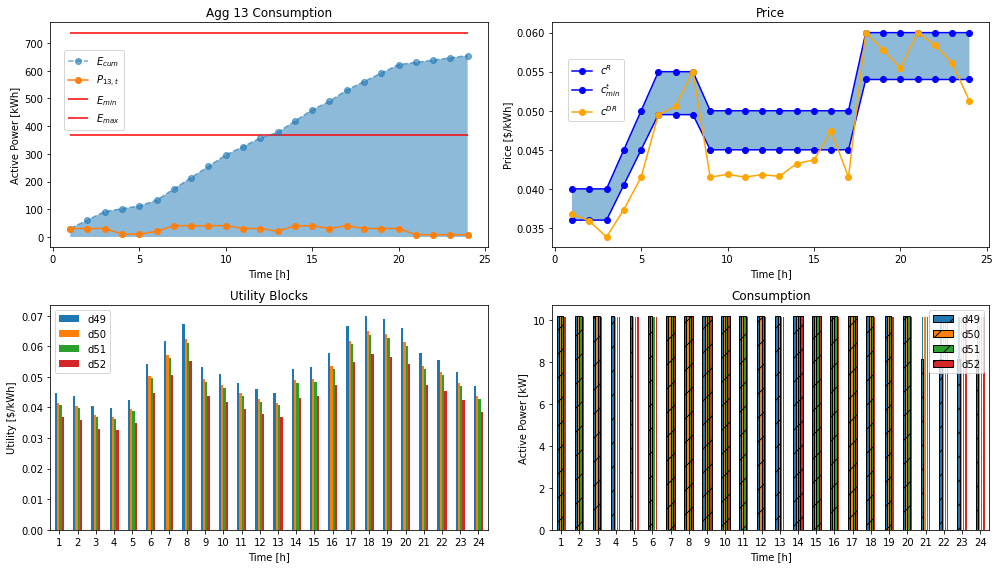 Agg 13 Consumption
Active Power [kWh]
700
600
500
400
300
200
100
0
E_cum
P_13, t
E_min
E_max
0 5 10 15 20 25
Time [h]
Price
Price [$/kWh]
0.060
0.055
0.050
0.045
0.040
0.035
c^R
c^t_min
c^DR
0 5 10 15 20 25
Time [h]
Utility Blocks
Utility [$/kWh]
0.07
0.06
0.05
0.04
0.03
0.02
0.01
0.00
d49
d50
d51
d52
1 2 3 4 5 6 7 8 9 10 11 12 13 14 15 16 17 18 19 20 21 22 23 24
Time [h]
Consumption
Active Power [kW]
10
8
6
4
2
0
d49
d50
d51
d52
1 2 3 4 5 6 7 8 9 10 11 12 13 14 15 16 17 18 19 20 21 22 23 24
Time [h]